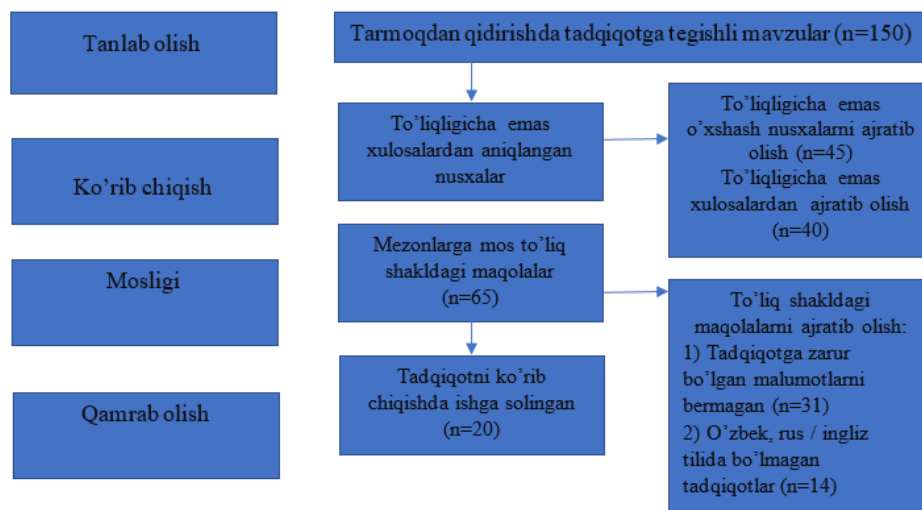 Tanlab olish
Tarmoqdan qidirishda tadqiqotga tegishli mavzular (n=150)
To’liqligicha emas
xulosalardan aniqlangan
nusxalar
To’liqligicha emas
o’xshash nusxalarni ajratib
olish (n=45)
To’liqligicha emas
xulosalardan ajratib olish
(n=40)
Ko’rib chiqish
Mezonlarga mos to’liq
shakldagi maqolalar
(n=65)
Mosligi
To’liq shakldagi
maqolalarni ajratib olish:
1) Tadqiqotga zarur
bo’lgan malumotlarni
bermagan (n=31)
2) O’zbek, rus / ingliz
tilida bo’lmagan
tadqiqotlar (n=14)
Tadqiqotni ko’rib
chiqishda ishga solingan
(n=20)
Qamrab olish